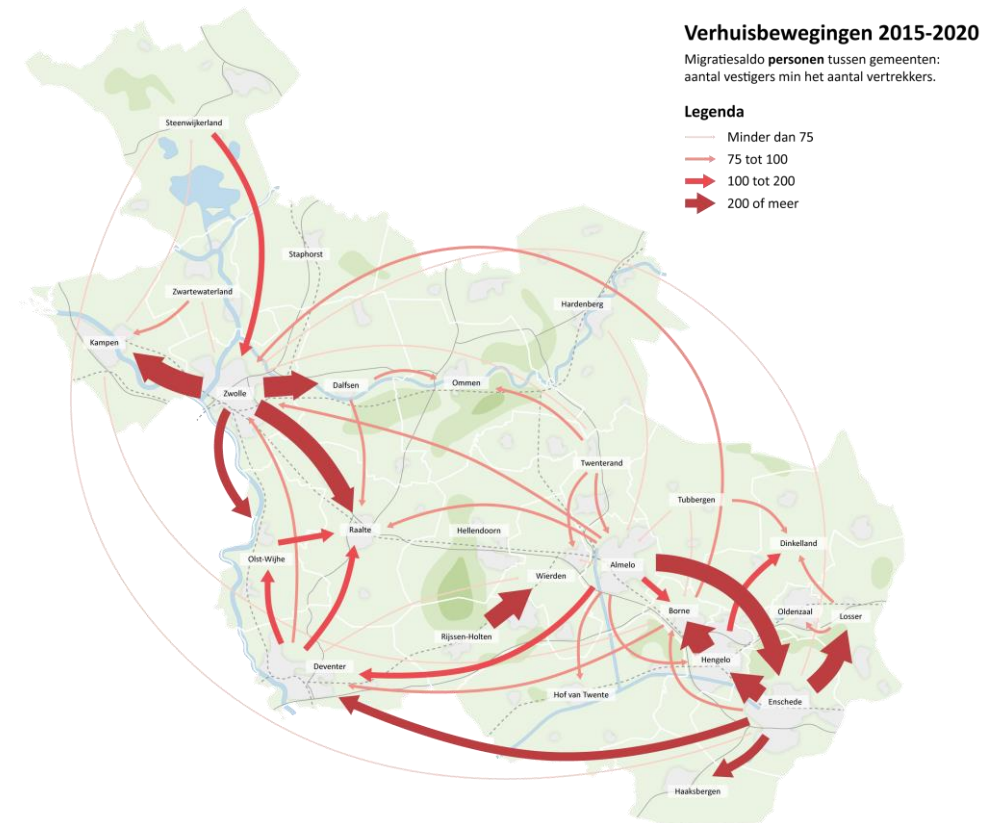 Verhuisbewegingen 2015-2020
Migratiesaldo personen tussen gemeenten:
aantal vestigers min het aantal vertrekkers.
Legenda
Minder dan 75
75 tot 100
100 tot 200
200 of meer
Steenwijkerland
Staphorst
Zwartewaterland
Hardenberg
Kampen
Dalfsen
Ommen
Zwolle
Twenterand
Tubbergen
Raalte
Hellendoorn
Dinkelland
Olst-Wijhe
Almelo
Wierden
Borne
Oldenzaal
Losser
Rijssen-Holten
Hengelo
Deventer
Hof van Twente
Enschede
Haaksbergen